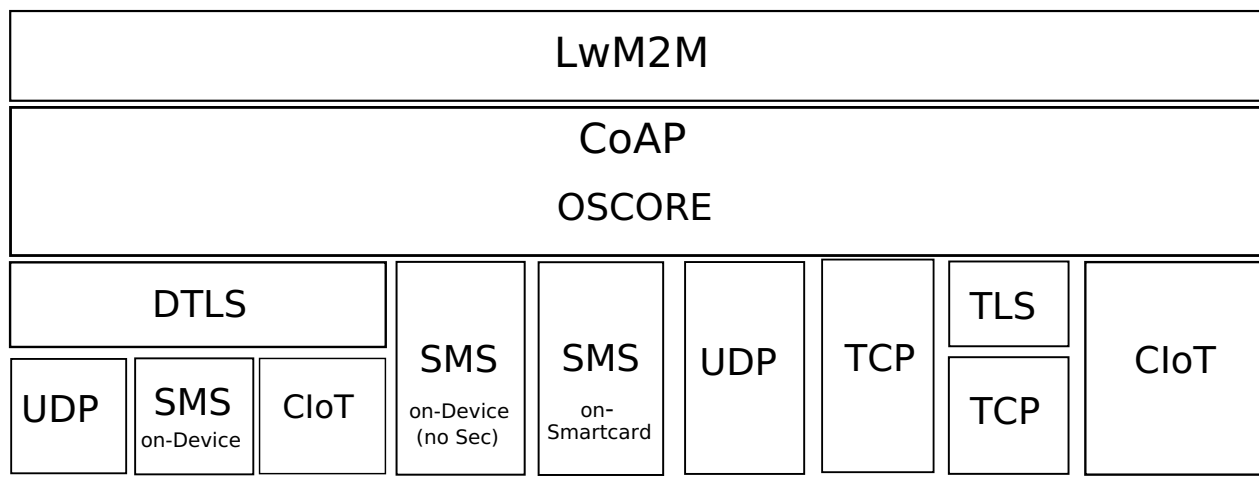 LwM2M
CoAP
OSCORE
DTLS
UDP
SMS
on-Device
CIoT
SMS
on-Device
(no Sec)
SMS
on-
Smartcard
UDP
TCP
TLS
TCP
CIoT